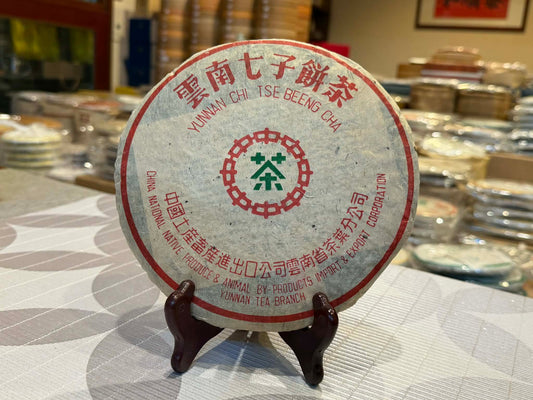 雲南七子餅茶
YUNNAN CHI TSE BEENG CHA
茶
中國土產畜產進出口公司雲南省茶葉分公司
CHINA NATIONAL NATIVE PRODUCE & ANIMAL BY-PRODUCTS IMPORT & EXPORT CORPORATION
YUNNAN TEA BRANCH